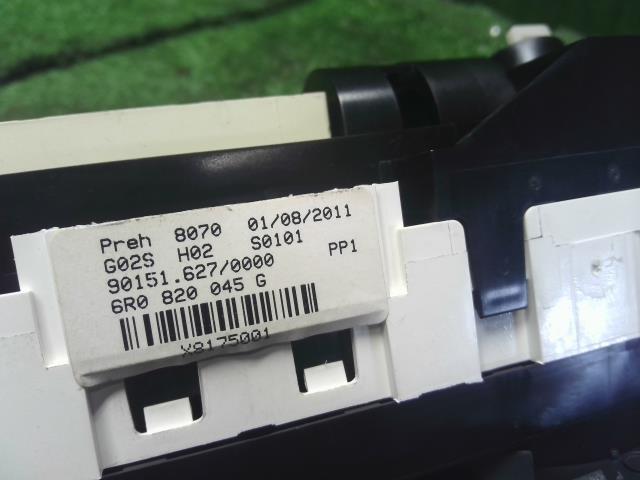 Preh 8070 01/08/2011
G02S H02 S0101
90151.627/0000 PP1
6R0 820 045 G
X8175001